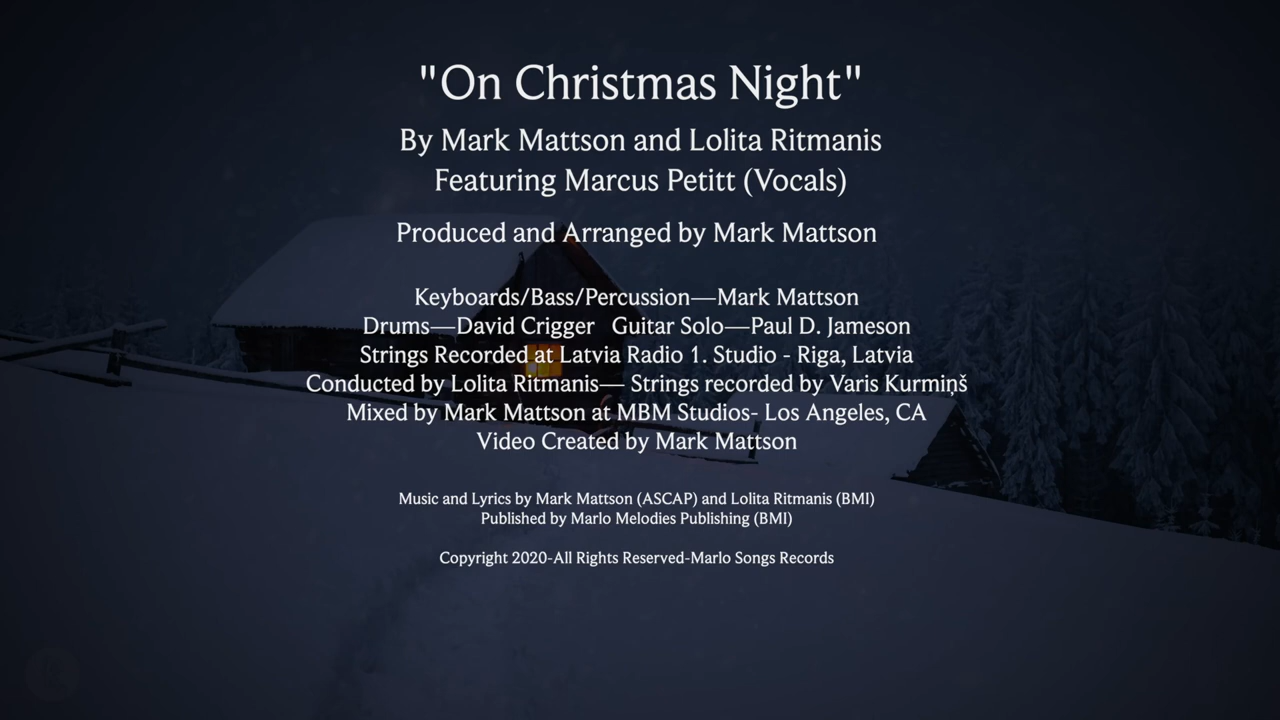 "On Christmas Night"
By Mark Mattson and Lolita Ritmanis
Featuring Marcus Petitt (Vocals)
Produced and Arranged by Mark Mattson
Keyboards/Bass/Percussion—Mark Mattson
Drums—David Crigger Guitar Solo—Paul D. Jameson
Strings Recorded at Latvia Radio 1. Studio - Riga, Latvia
Conducted by Lolita Ritmanis— Strings recorded by Varis Kurmiņš
Mixed by Mark Mattson at MBM Studios- Los Angeles, CA
Video Created by Mark Mattson
Music and Lyrics by Mark Mattson (ASCAP) and Lolita Ritmanis (BMI)
Published by Marlo Melodies Publishing (BMI)
Copyright 2020-All Rights Reserved-Marlo Songs Records